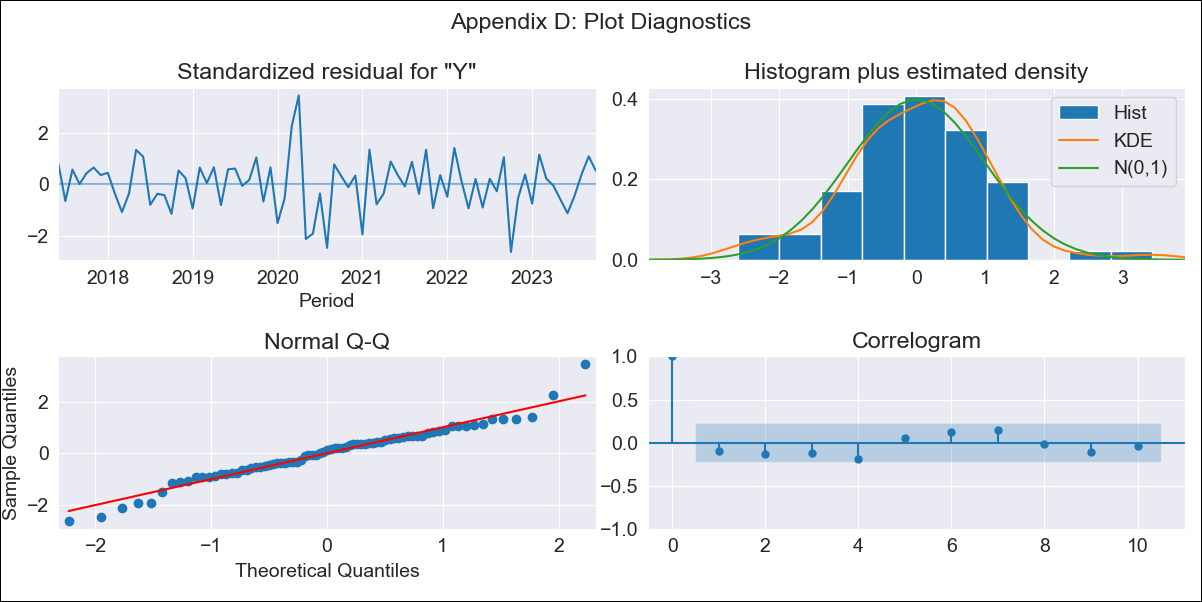 Appendix D: Plot Diagnostics
Standardized residual for "Y"
2
0
−2
2018 2019 2020 2021 2022 2023
Period
Histogram plus estimated density
0.4
0.2
0.0
−3 −2 −1 0 1 2 3
Hist
KDE
N(0,1)
Normal Q-Q
Sample Quantiles
2
0
−2
−2 −1 0 1 2
Theoretical Quantiles
Correlogram
1.0
0.5
0.0
−0.5
−1.0
0 2 4 6 8 10